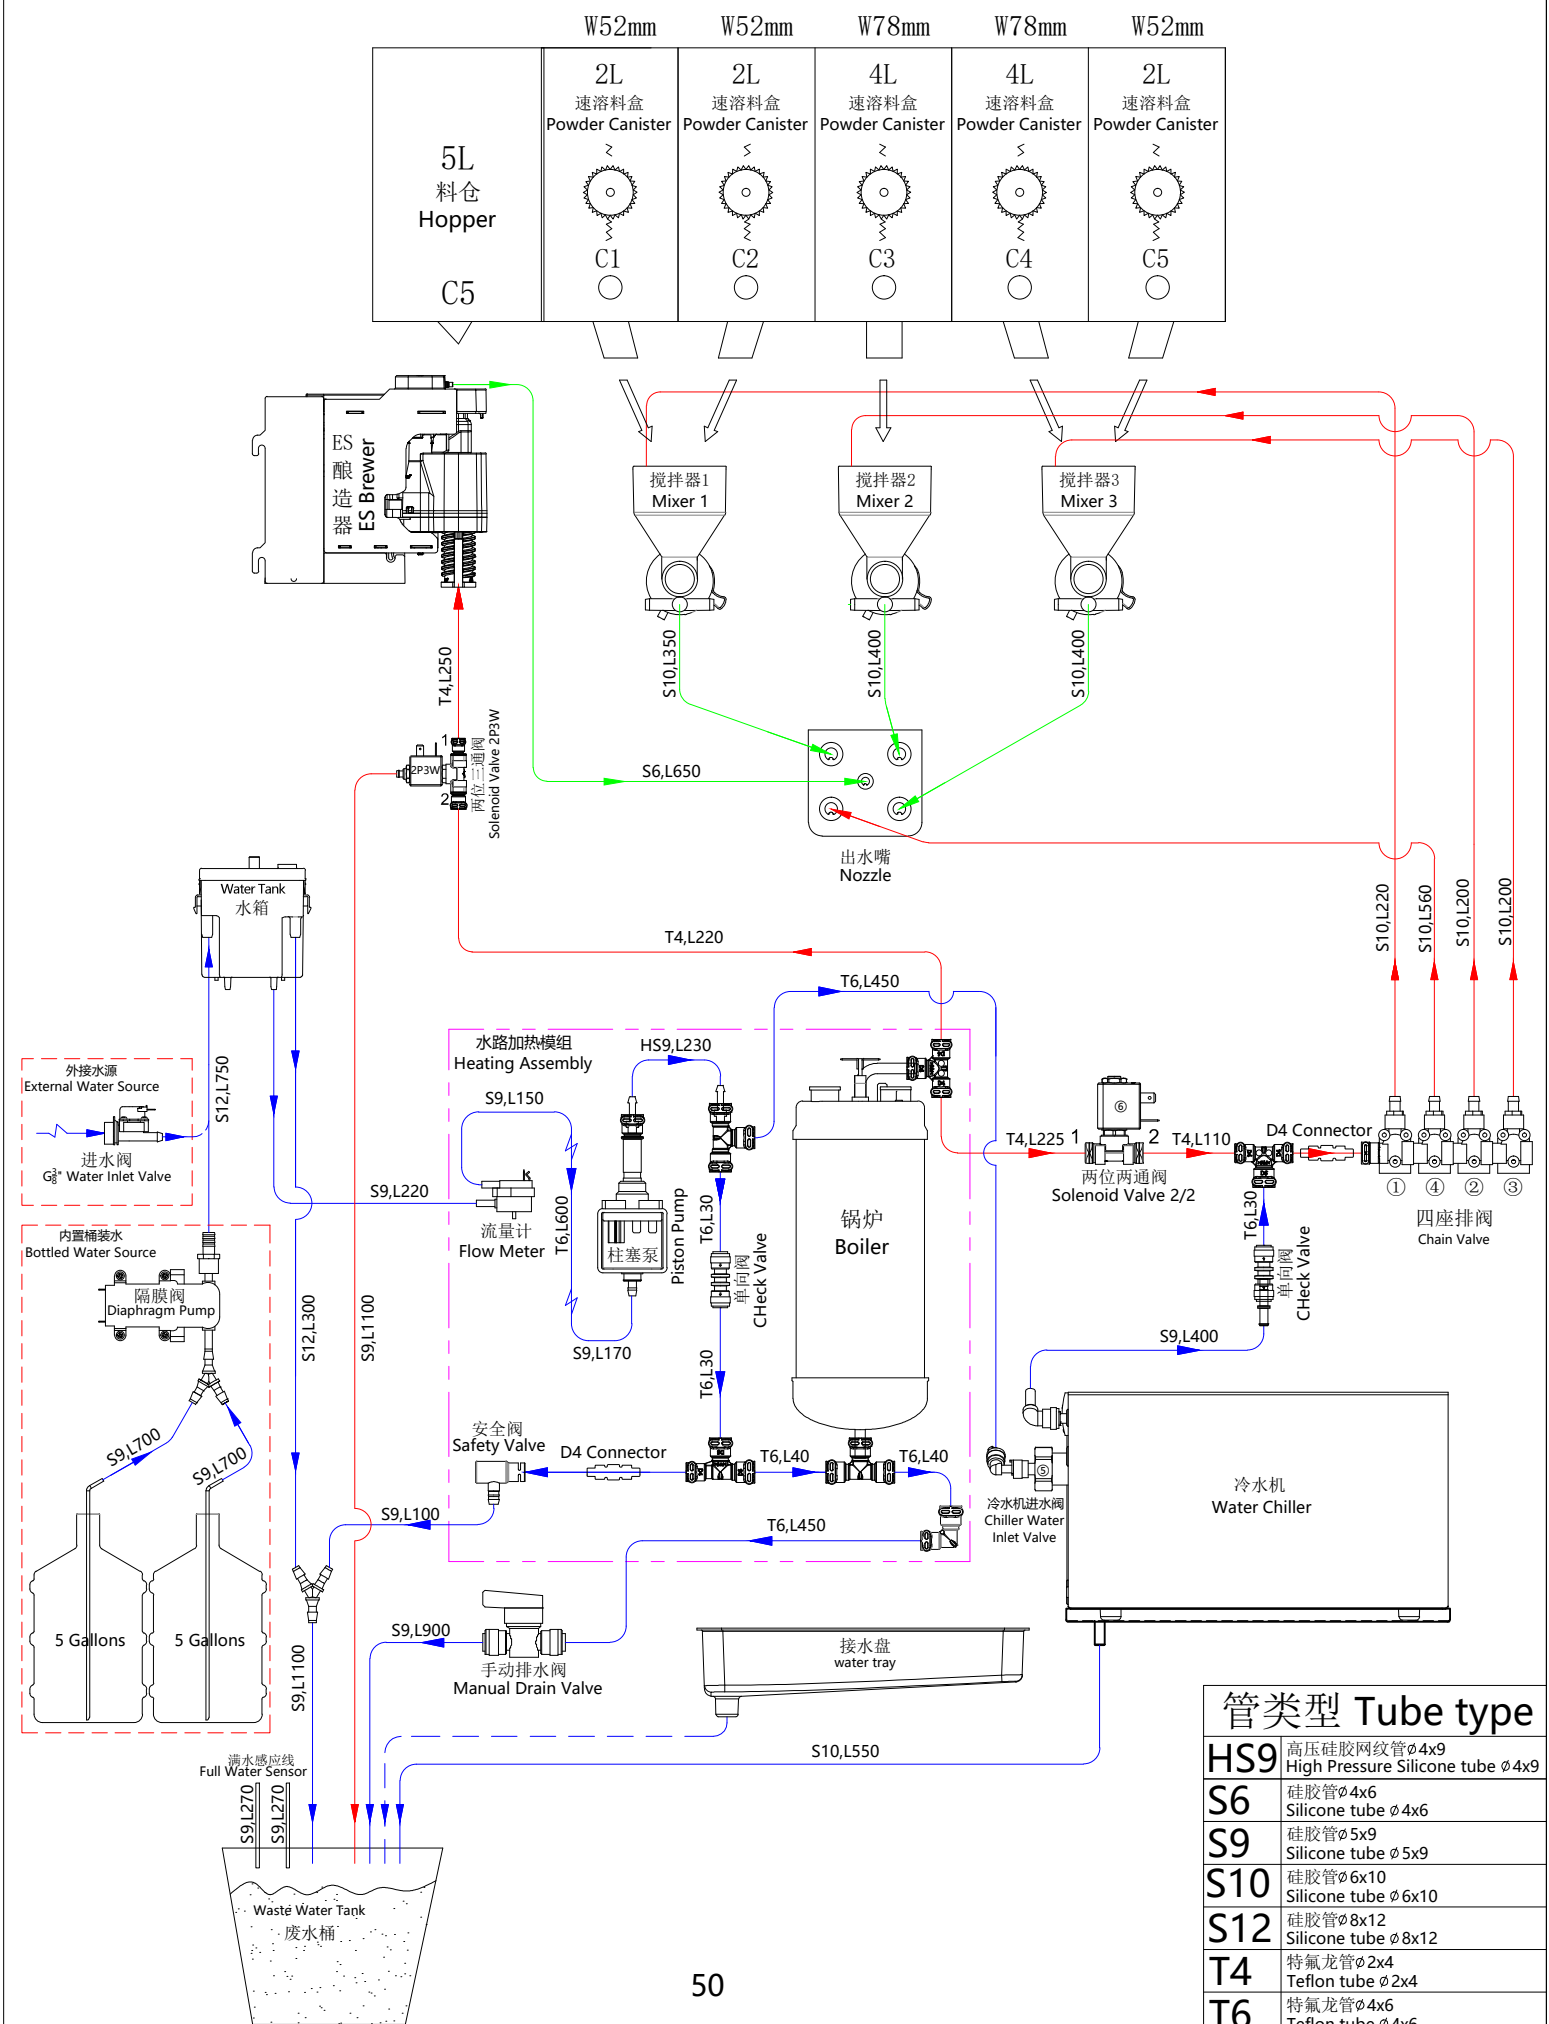 W52mm W52mm W78mm W78mm W52mm
5L
料仓
Hopper
C5
2L
速溶料盒
Powder Canister
C1
2L
速溶料盒
Powder Canister
C2
4L
速溶料盒
Powder Canister
C3
4L
速溶料盒
Powder Canister
C4
2L
速溶料盒
Powder Canister
C5
ES
酿
造
器
ES Brewer
搅拌器1
Mixer 1
搅拌器2
Mixer 2
搅拌器3
Mixer 3
T4,L250
S10,L350
S10,L400
S10,L400
1
2P3W
2
两位三通阀
Solenoid Valve 2P3W
S6,L650
出水嘴
Nozzle
Water Tank
水箱
T4,L220
S10,L220
S10,L560
S10,L200
S10,L200
T6,L450
外接水源
External Water Source
进水阀
G3/8" Water Inlet Valve
S12,L750
水路加热模组
Heating Assembly
HS9,L230
S9,L150
S9,L220
流量计
Flow Meter
T6,L600
柱塞泵
Piston Pump
S9,L170
T6,L30
单向阀
CHeck Valve
T6,L30
锅炉
Boiler
T4,L225
1
⑥
2
两位两通阀
Solenoid Valve 2/2
T4,L110
D4 Connector
①
④
②
③
四座排阀
Chain Valve
T6,L30
单向阀
CHeck Valve
S9,L400
内置桶装水
Bottled Water Source
隔膜阀
Diaphragm Pump
S12,L300
S9,L1100
S9,L700
S9,L700
5 Gallons
5 Gallons
安全阀
Safety Valve
D4 Connector
T6,L40
T6,L40
S9,L100
T6,L450
⑤
冷水机进水阀
Chiller Water
Inlet Valve
冷水机
Water Chiller
S9,L900
手动排水阀
Manual Drain Valve
S9,L1100
接水盘
water tray
S10,L550
满水感应线
Full Water Sensor
S9,L270
S9,L270
Waste Water Tank
废水桶
50
管类型 Tube type
HS9 高压硅胶网纹管Ø4x9
High Pressure Silicone tube Ø4x9
S6 硅胶管Ø4x6
Silicone tube Ø4x6
S9 硅胶管Ø5x9
Silicone tube Ø5x9
S10 硅胶管Ø6x10
Silicone tube Ø6x10
S12 硅胶管Ø8x12
Silicone tube Ø8x12
T4 特氟龙管Ø2x4
Teflon tube Ø2x4
T6 特氟龙管Ø4x6
Teflon tube Ø4x6